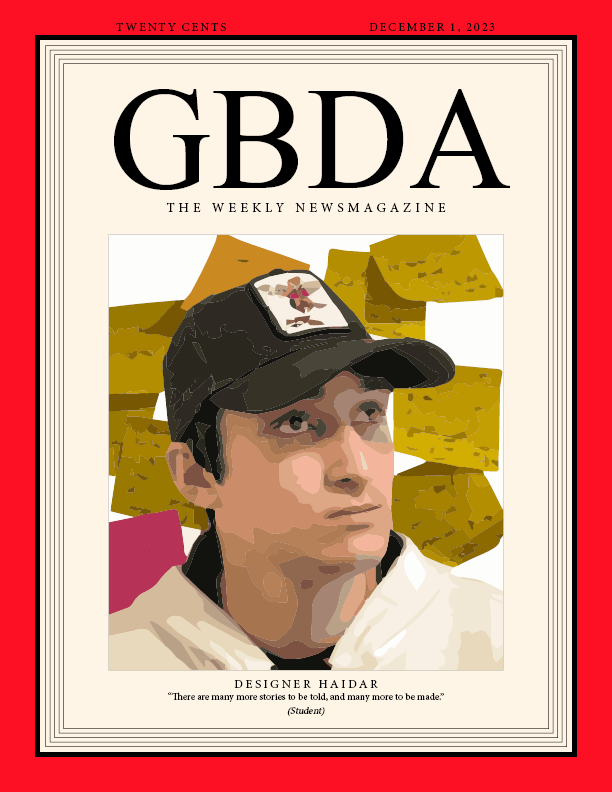 TWENTY CENTS DECEMBER 1, 2023
GBDA
THE WEEKLY NEWSMAGAZINE
DESIGNER HAIDAR
“There are many more stories to be told, and many more to be made.”
(Student)